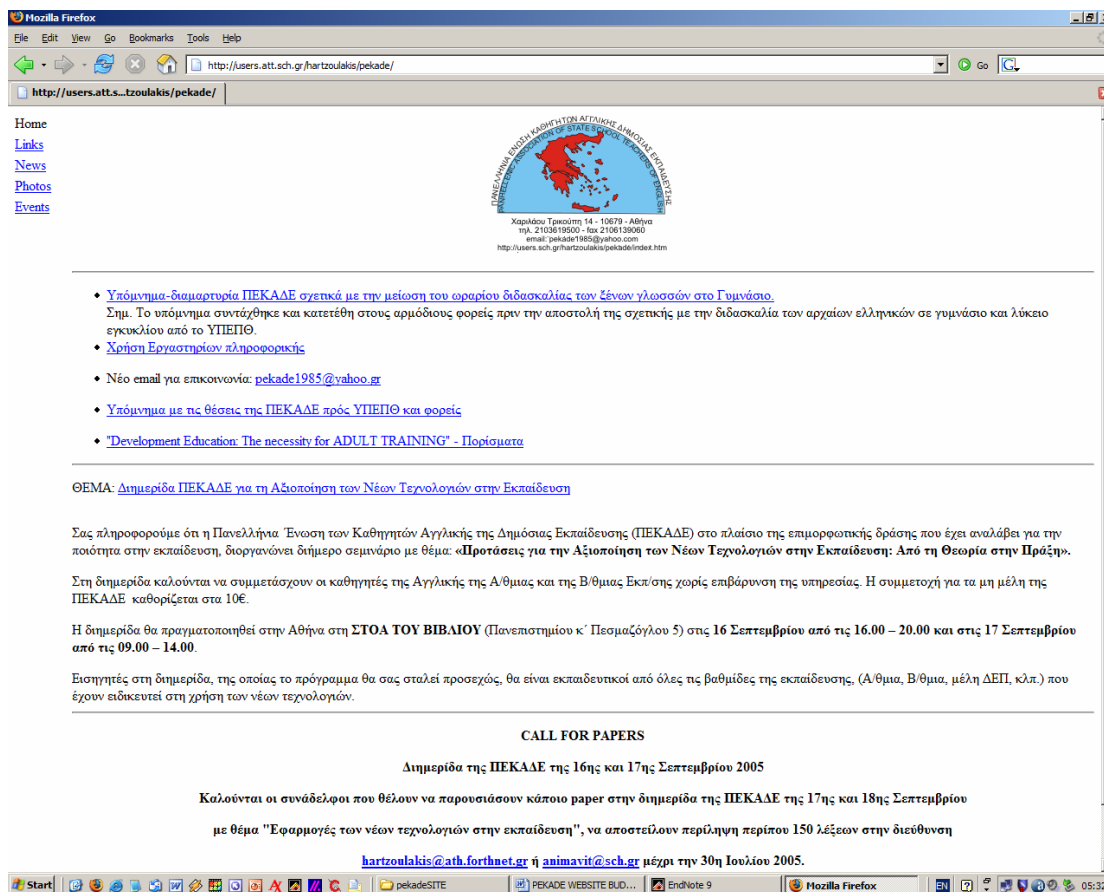 Mozilla Firefox
File Edit View Go Bookmarks Tools Help
http://users.att.sch.gr/hartzoulakis/pekade/
Go
G
http://users.att.s...tzoulakis/pekade/
Home
Links
News
Photos
Events
ΠΑΝΕΛΛΗΝΙΑ ΕΝΩΣΗ ΚΑΘΗΓΗΤΩΝ ΑΓΓΛΙΚΗΣ ΔΗΜΟΣΙΑΣ ΕΚΠΑΙΔΕΥΣΗΣ
PANHELLENIC ASSOCIATION OF STATE SCHOOL TEACHERS OF ENGLISH
Χαριλάου Τρικούπη 14 - 10679 - Αθήνα
τηλ. 2103619500 - fax 2106139060
email: pekade1985@yahoo.com
http://users.sch.gr/hartzoulakis/pekade/index.htm
Υπόμνημα-διαμαρτυρία ΠΕΚΑΔΕ σχετικά με την μείωση του ωραρίου διδασκαλίας των ξένων γλωσσών στο Γυμνάσιο.
Σημ. Το υπόμνημα συντάχθηκε και κατετέθη στους αρμόδιους φορείς πριν την αποστολή της σχετικής με την διδασκαλία των αρχαίων ελληνικών σε γυμνάσιο και λύκειο
εγκυκλίου από το ΥΠΕΠΘ.
Χρήση Εργαστηρίων πληροφορικής
Νέο email για επικοινωνία: pekade1985@yahoo.gr
Υπόμνημα με τις θέσεις της ΠΕΚΑΔΕ πρός ΥΠΕΠΘ και φορείς
"Development Education: The necessity for ADULT TRAINING" - Πορίσματα
ΘΕΜΑ: Διημερίδα ΠΕΚΑΔΕ για τη Αξιοποίηση των Νέων Τεχνολογιών στην Εκπαίδευση
Σας πληροφορούμε ότι η Πανελλήνια Ένωση των Καθηγητών Αγγλικής της Δημόσιας Εκπαίδευσης (ΠΕΚΑΔΕ) στο πλαίσιο της επιμορφωτικής δράσης που έχει αναλάβει για την
ποιότητα στην εκπαίδευση, διοργανώνει διήμερο σεμινάριο με θέμα: «Προτάσεις για την Αξιοποίηση των Νέων Τεχνολογιών στην Εκπαίδευση: Από τη Θεωρία στην Πράξη».
Στη διημερίδα καλούνται να συμμετάσχουν οι καθηγητές της Αγγλικής της Α/θμιας και της Β/θμιας Εκπ/σης χωρίς επιβάρυνση της υπηρεσίας. Η συμμετοχή για τα μη μέλη της
ΠΕΚΑΔΕ καθορίζεται στα 10€.
Η διημερίδα θα πραγματοποιηθεί στην Αθήνα στη ΣΤΟΑ ΤΟΥ ΒΙΒΛΙΟΥ (Πανεπιστημίου κ΄ Πεσμαζόγλου 5) στις 16 Σεπτεμβρίου από τις 16.00 – 20.00 και στις 17 Σεπτεμβρίου
από τις 09.00 – 14.00.
Εισηγητές στη διημερίδα, της οποίας το πρόγραμμα θα σας σταλεί προσεχώς, θα είναι εκπαιδευτικοί από όλες τις βαθμίδες της εκπαίδευσης, (Α/θμια, Β/θμια, μέλη ΔΕΠ, κλπ.) που
έχουν ειδικευτεί στη χρήση των νέων τεχνολογιών.
CALL FOR PAPERS
Διημερίδα της ΠΕΚΑΔΕ της 16ης και 17ης Σεπτεμβρίου 2005
Καλούνται οι συνάδελφοι που θέλουν να παρουσιάσουν κάποιο paper στην διημερίδα της ΠΕΚΑΔΕ της 17ης και 18ης Σεπτεμβρίου
με θέμα "Εφαρμογές των νέων τεχνολογιών στην εκπαίδευση", να αποστείλουν περίληψη περίπου 150 λέξεων στην διεύθυνση
hartzoulakis@ath.forthnet.gr ή animavit@sch.gr μέχρι την 30η Ιουλίου 2005.
Start pekadeSITE PEKADE WEBSITE BUD... EndNote 9 Mozilla Firefox EN